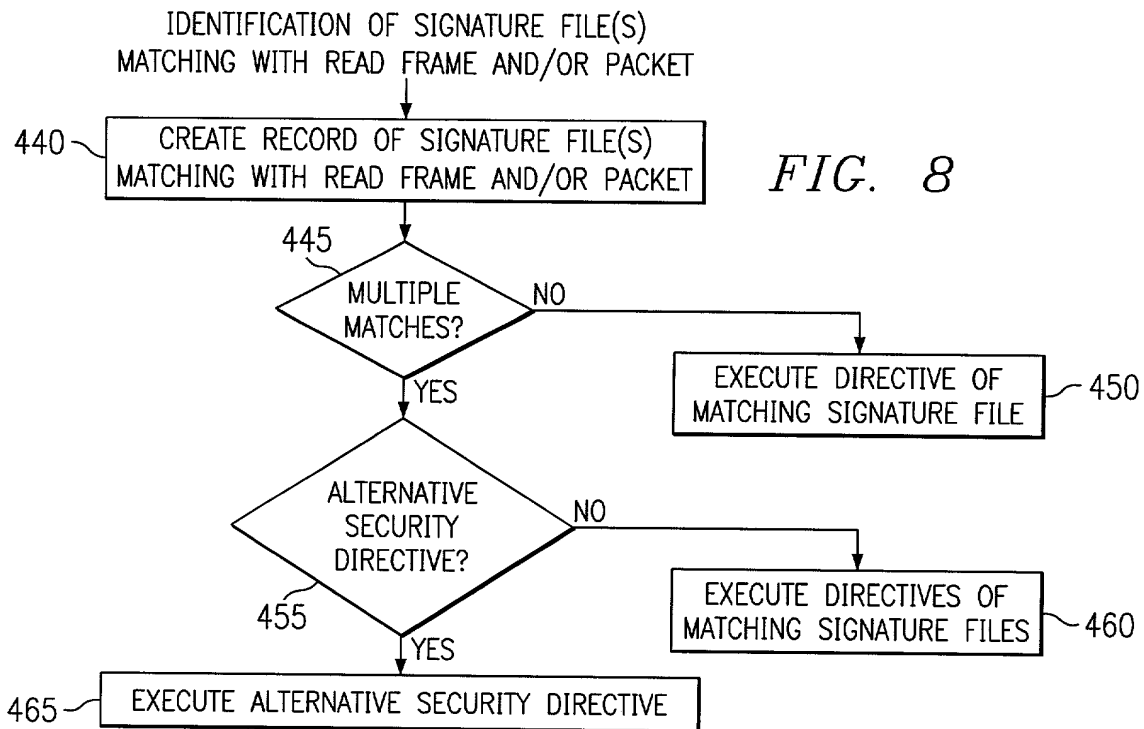 IDENTIFICATION OF SIGNATURE FILE(S)
MATCHING WITH READ FRAME AND/OR PACKET
440
CREATE RECORD OF SIGNATURE FILE(S)
MATCHING WITH READ FRAME AND/OR PACKET
FIG. 8
445
MULTIPLE
MATCHES?
NO
YES
EXECUTE DIRECTIVE OF
MATCHING SIGNATURE FILE
450
ALTERNATIVE
SECURITY
DIRECTIVE?
NO
455
YES
EXECUTE DIRECTIVES OF
MATCHING SIGNATURE FILES
460
465
EXECUTE ALTERNATIVE SECURITY DIRECTIVE